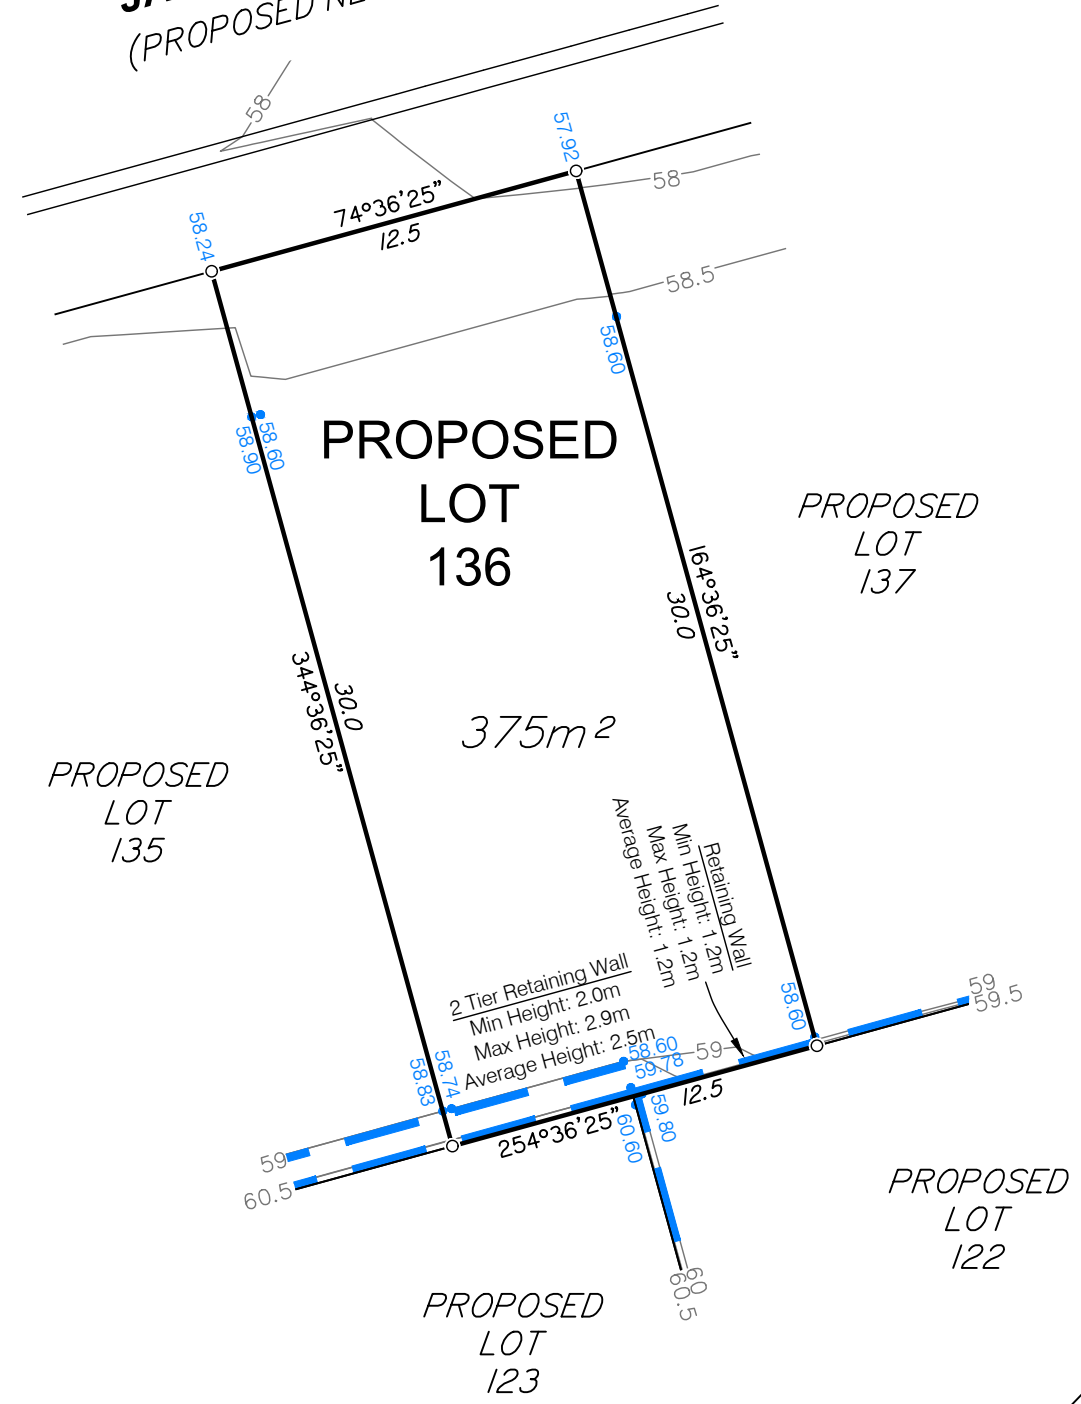 (PROPOSED
58
57.92
58
74°36'25"
12.5
58.24
58.5
58.60
58.60
58.90
PROPOSED
LOT
136
PROPOSED
LOT
137
164°36'25"
30.0
344°36'25"
30.0
375m²
PROPOSED
LOT
135
Retaining Wall
Min Height: 1.2m
Max Height: 1.2m
Average Height: 1.2m
2 Tier Retaining Wall
Min Height: 2.0m
Max Height: 2.9m
Average Height: 2.5m
58.60
59
59.5
58.60
59
59.78
58.74
58.83
12.5
254°36'25"
59.80
60.60
59
60.5
PROPOSED
LOT
122
60
60.5
PROPOSED
LOT
123